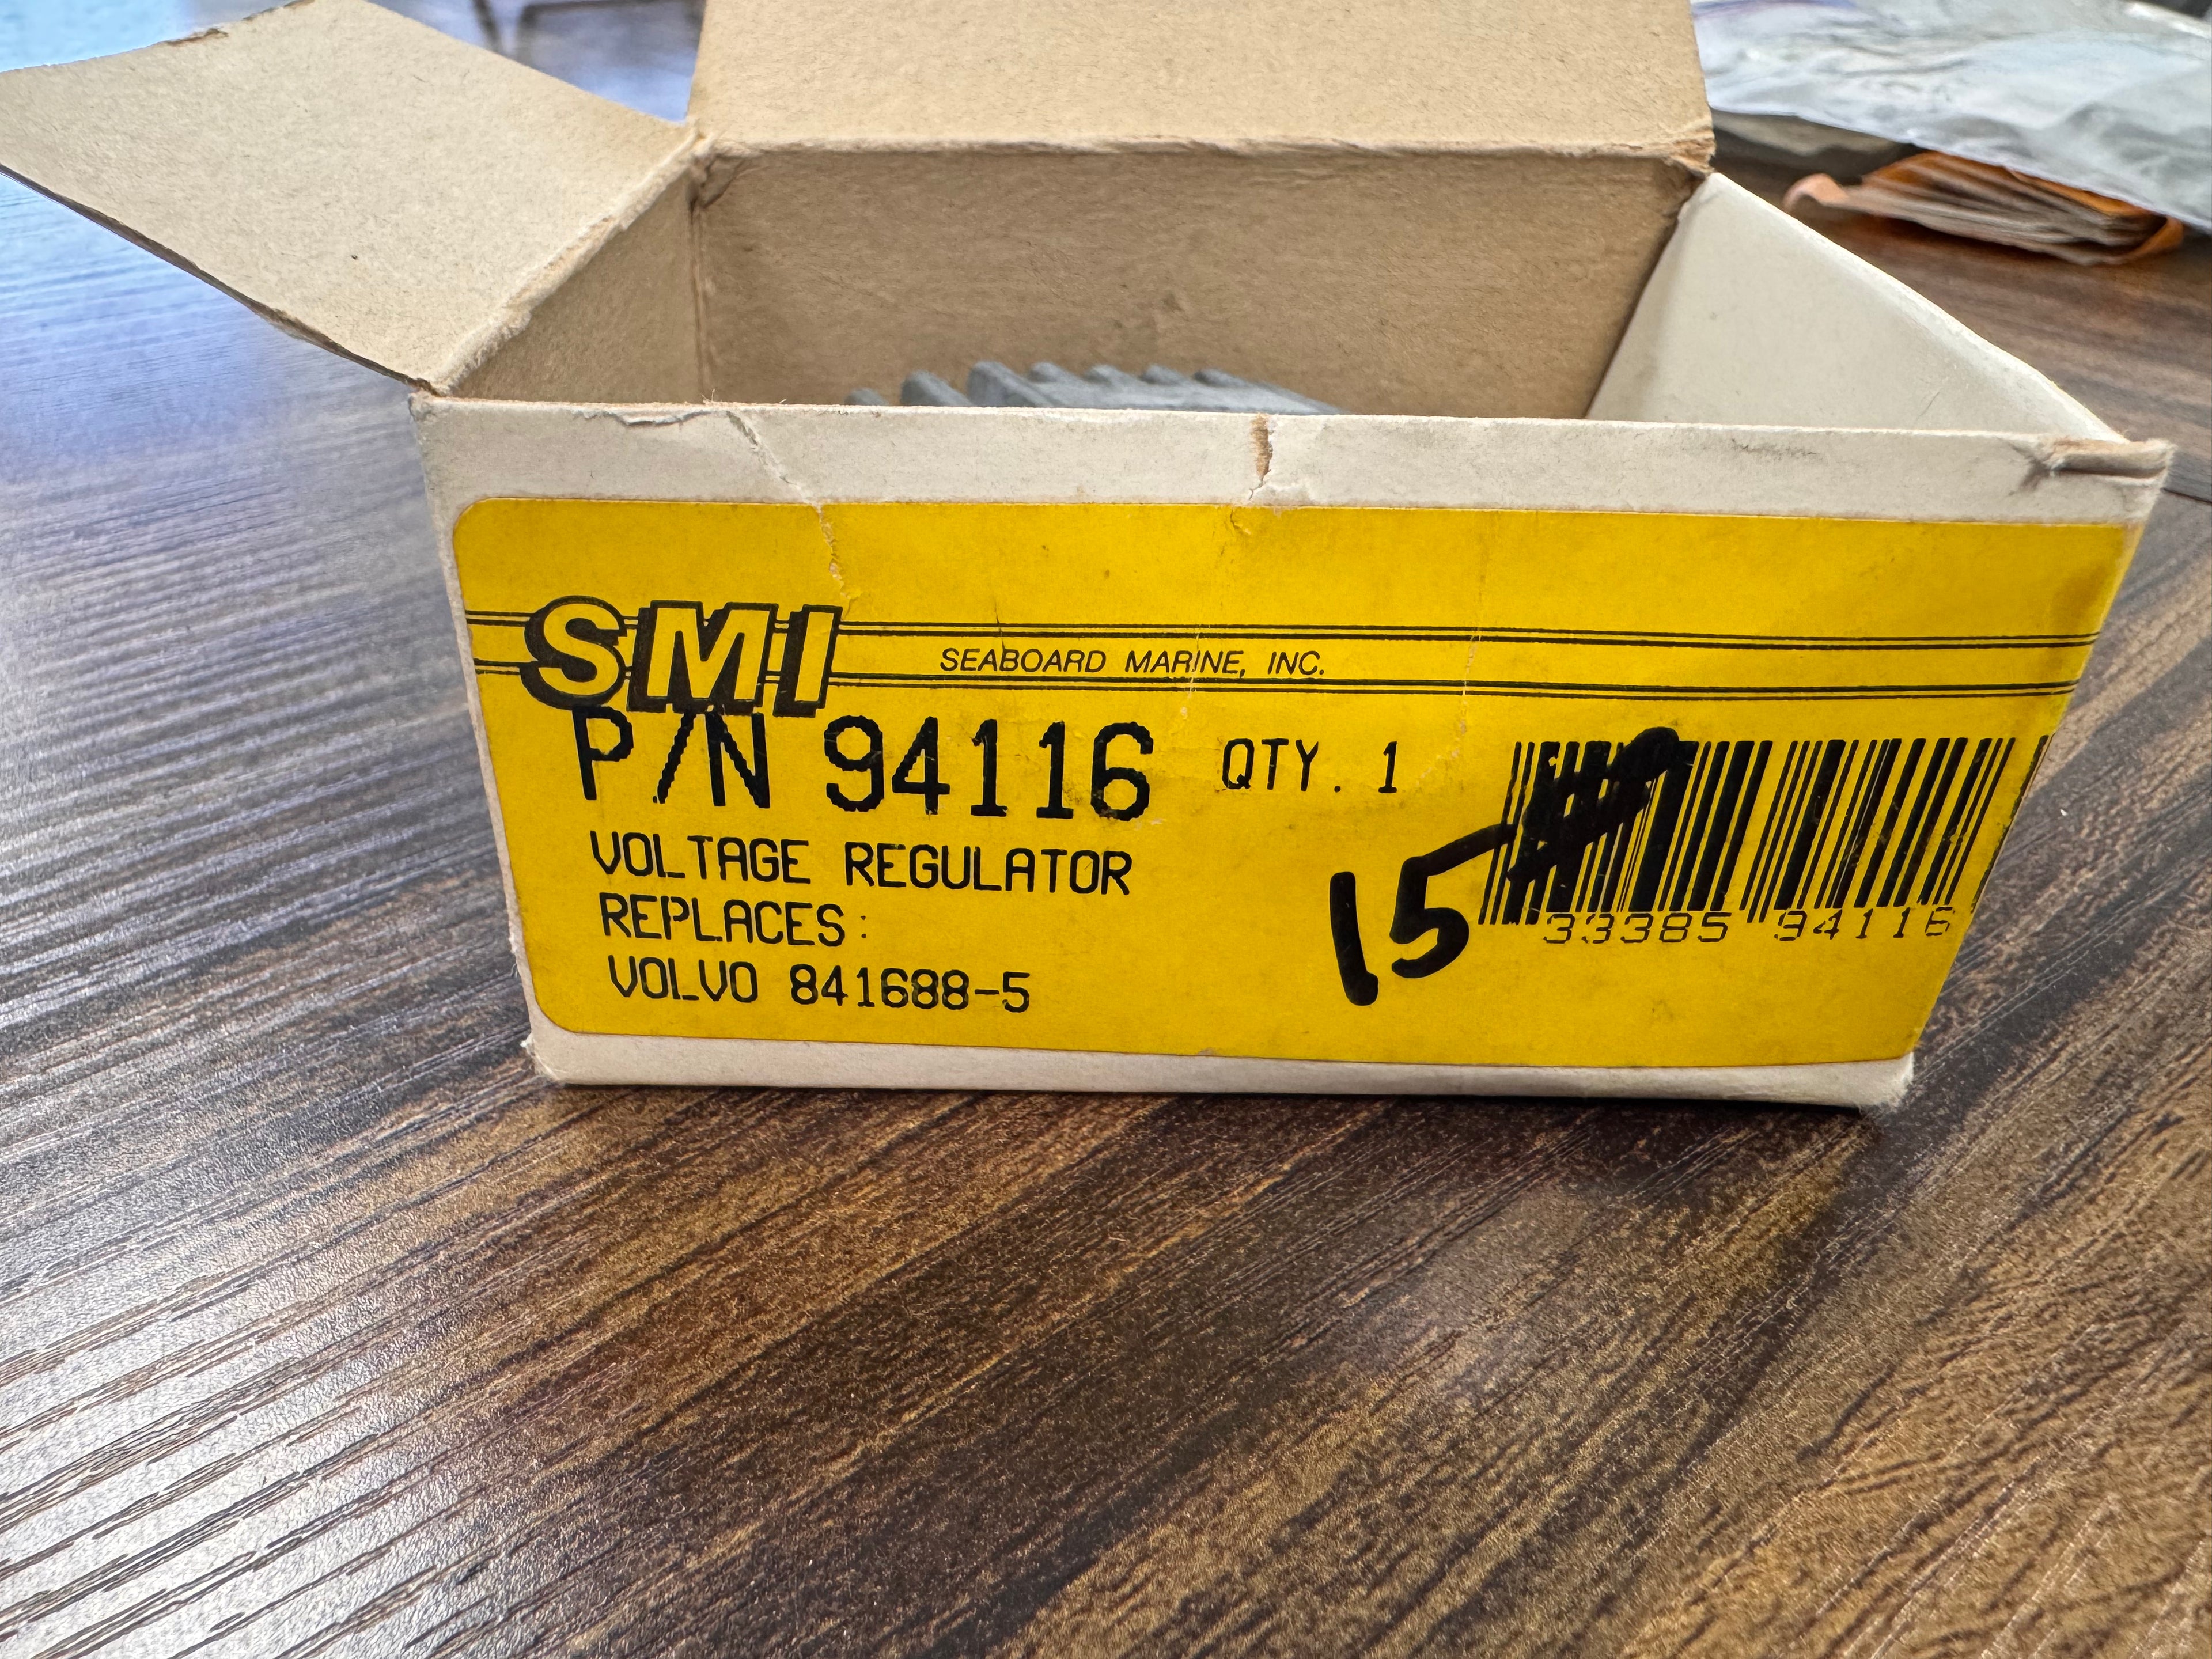 SMI
SEABOARD MARINE, INC.
P/N 94116 QTY. 1
VOLTAGE REGULATOR
REPLACES:
VOLVO 841688-5
15
33385 94116